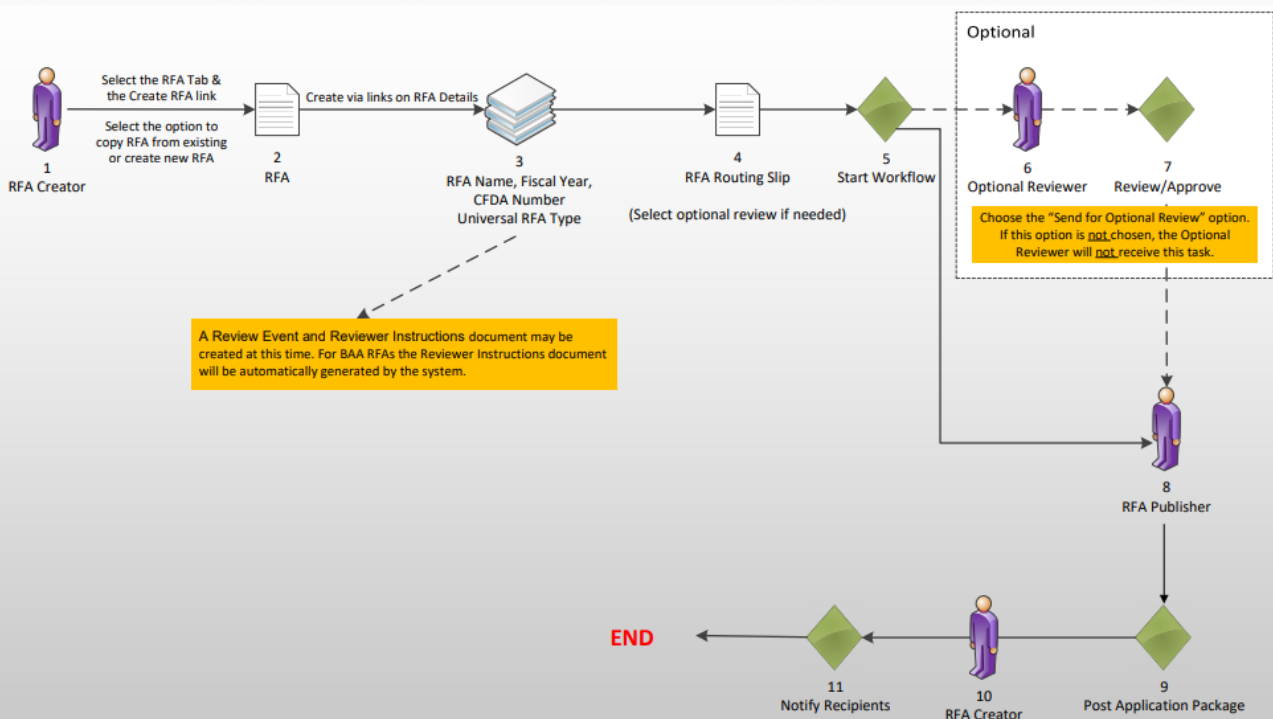 Optional
Select the RFA Tab &
the Create RFA link
Select the option to
copy RFA from existing
or create new RFA
1
RFA Creator
2
RFA
Create via links on RFA Details
3
RFA Name, Fiscal Year,
CFDA Number
Universal RFA Type
4
RFA Routing Slip
(Select optional review if needed)
5
Start Workflow
6
Optional Reviewer
7
Review/Approve
Choose the “Send for Optional Review” option.
If this option is not chosen, the Optional
Reviewer will not receive this task.
A Review Event and Reviewer Instructions document may be
created at this time. For BAA RFAs the Reviewer Instructions document
will be automatically generated by the system.
8
RFA Publisher
9
Post Application Package
10
RFA Creator
11
Notify Recipients
END